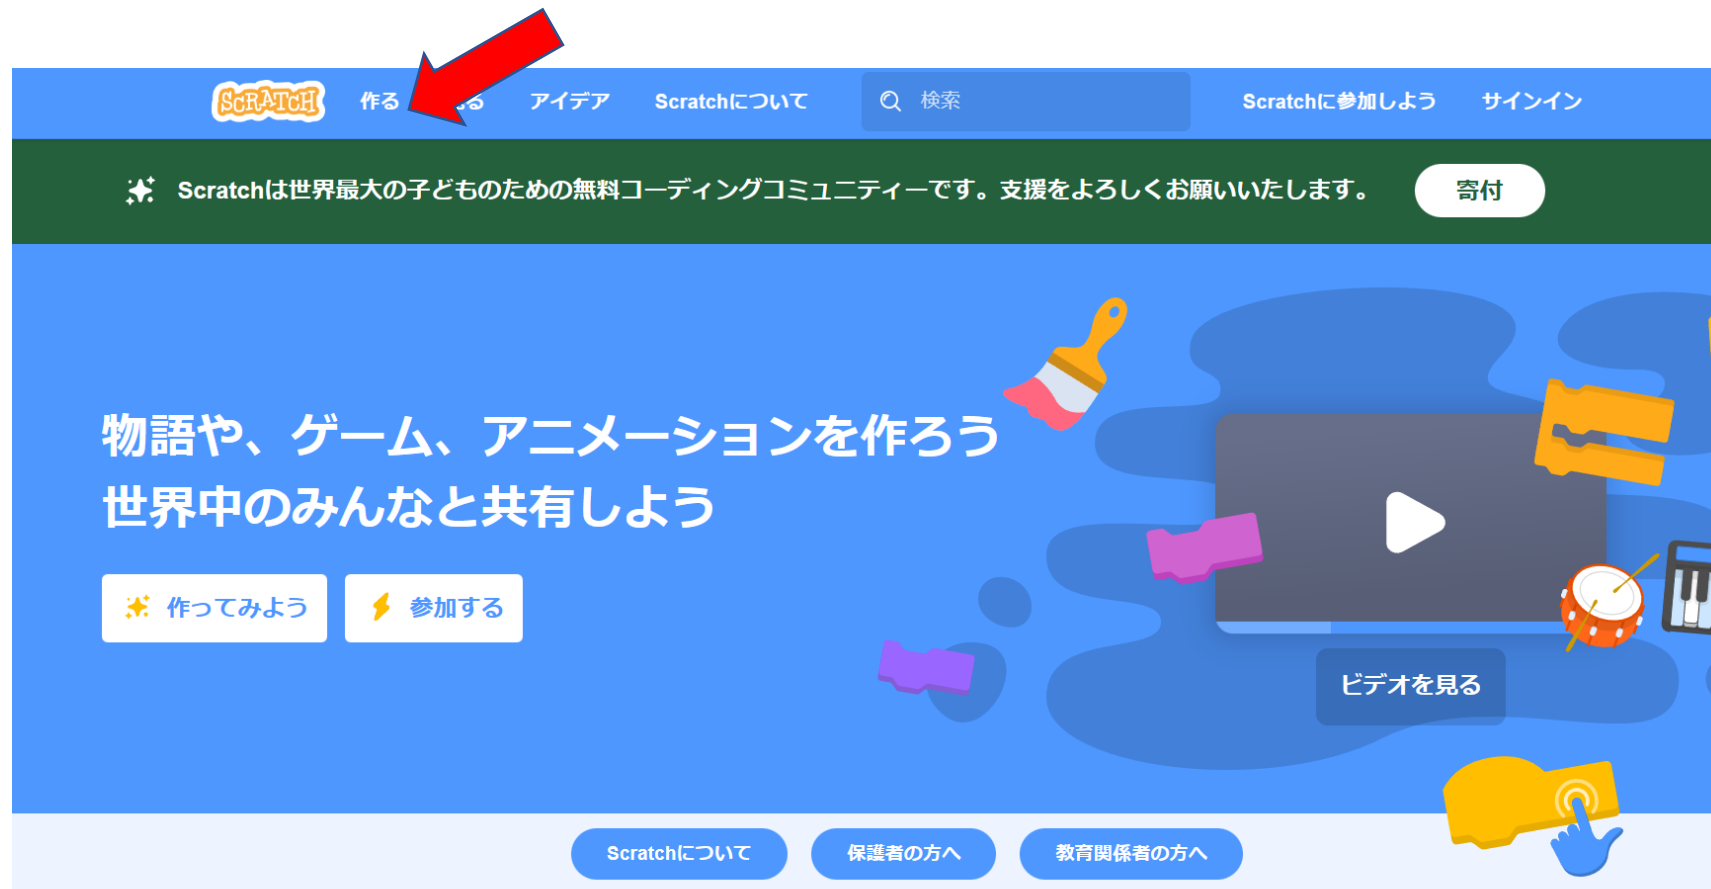 SCRATCH 作る る アイデア Scratchについて 検索 Scratchに参加しよう サインイン
Scratchは世界最大の子どものための無料コーディングコミュニティーです。支援をよろしくお願いいたします。 寄付
物語や、ゲーム、アニメーションを作ろう
世界中のみんなと共有しよう
作ってみよう 参加する
ビデオを見る
Scratchについて 保護者の方へ 教育関係者の方へ